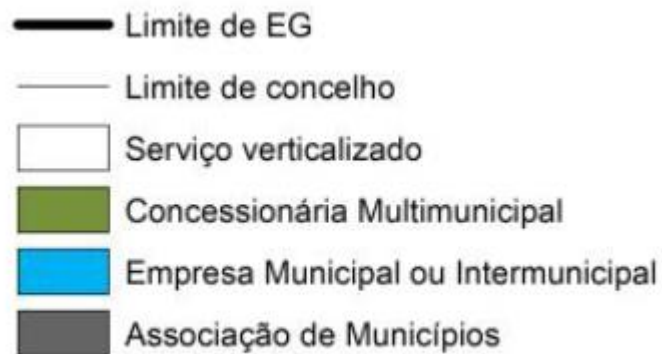 Limite de EG
Limite de concelho
Serviço verticalizado
Concessionária Multimunicipal
Empresa Municipal ou Intermunicipal
Associação de Municípios